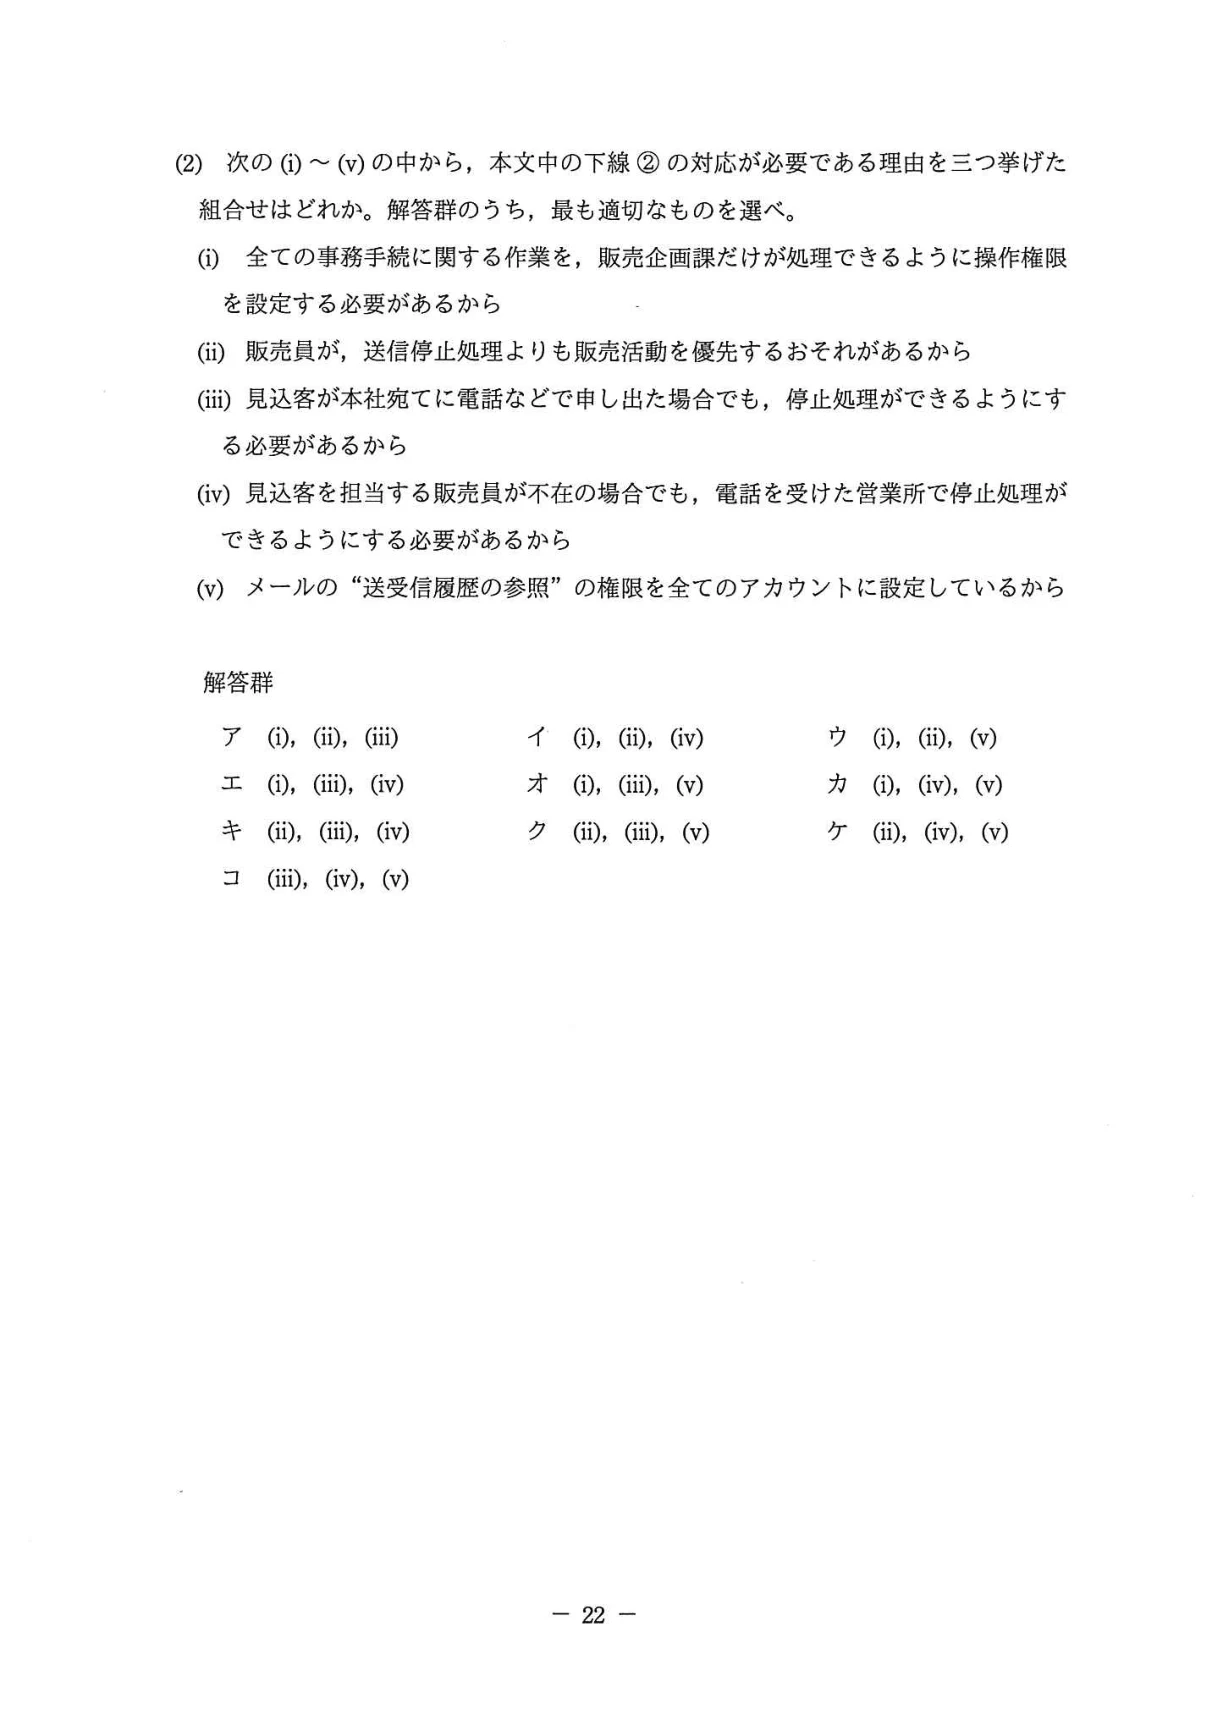 (2) 次の (i) ～ (v) の中から，本文中の下線 ② の対応が必要である理由を三つ挙げた
組合せはどれか。解答群のうち，最も適切なものを選べ。
(i) 全ての事務手続に関する作業を，販売企画課だけが処理できるように操作権限
を設定する必要があるから
(ii) 販売員が，送信停止処理よりも販売活動を優先するおそれがあるから
(iii) 見込客が本社宛てに電話などで申し出た場合でも，停止処理ができるようにす
る必要があるから
(iv) 見込客を担当する販売員が不在の場合でも，電話を受けた営業所で停止処理が
できるようにする必要があるから
(v) メールの“送受信履歴の参照”の権限を全てのアカウントに設定しているから
解答群
ア (i)，(ii)，(iii) イ (i)，(ii)，(iv) ウ (i)，(ii)，(v)
エ (i)，(iii)，(iv) オ (i)，(iii)，(v) カ (i)，(iv)，(v)
キ (ii)，(iii)，(iv) ク (ii)，(iii)，(v) ケ (ii)，(iv)，(v)
コ (iii)，(iv)，(v)
－ 22 －